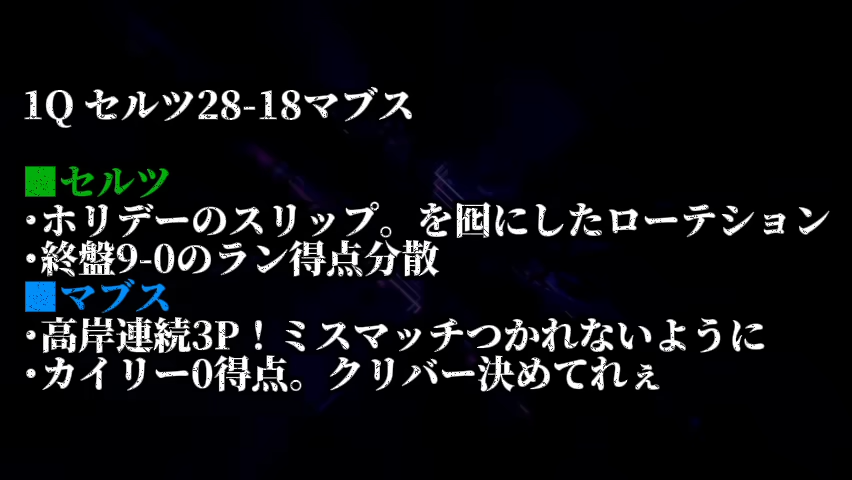 1Q セルツ28-18マブス
■セルツ
・ホリデーのスリップ。を囮にしたローテション
・終盤9-0のラン得点分散
■マブス
・高岸連続3P！ミスマッチつかれないように
・カイリー0得点。クリバー決めてれぇ